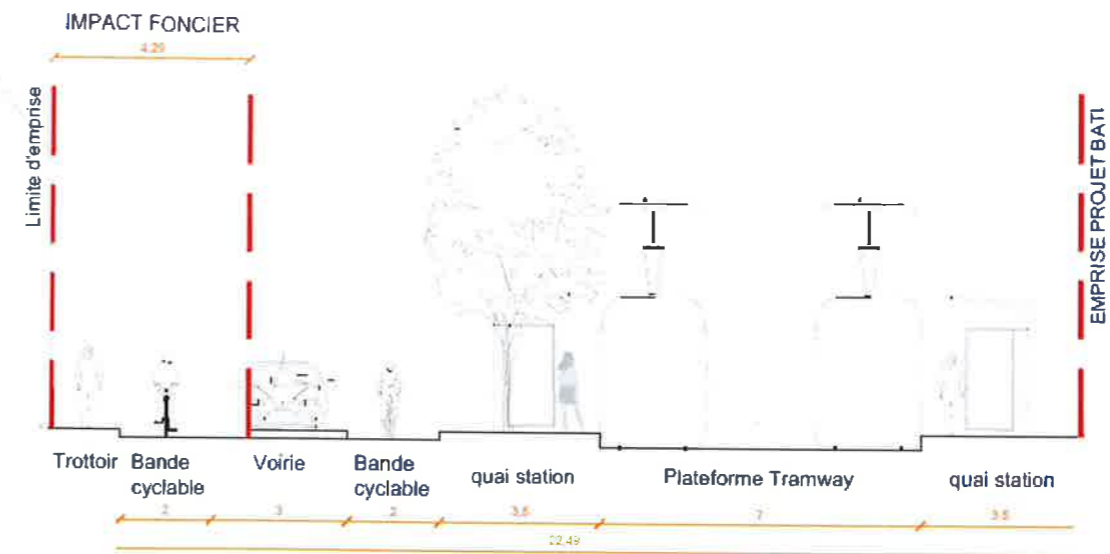 IMPACT FONCIER
4,29
Limite d'emprise
EMPRISE PROJET BATI
Trottoir
Bande
cyclable
Voirie
Bande
cyclable
quai station
Plateforme Tramway
quai station
2
3
2
3,5
7
3,5
22,49